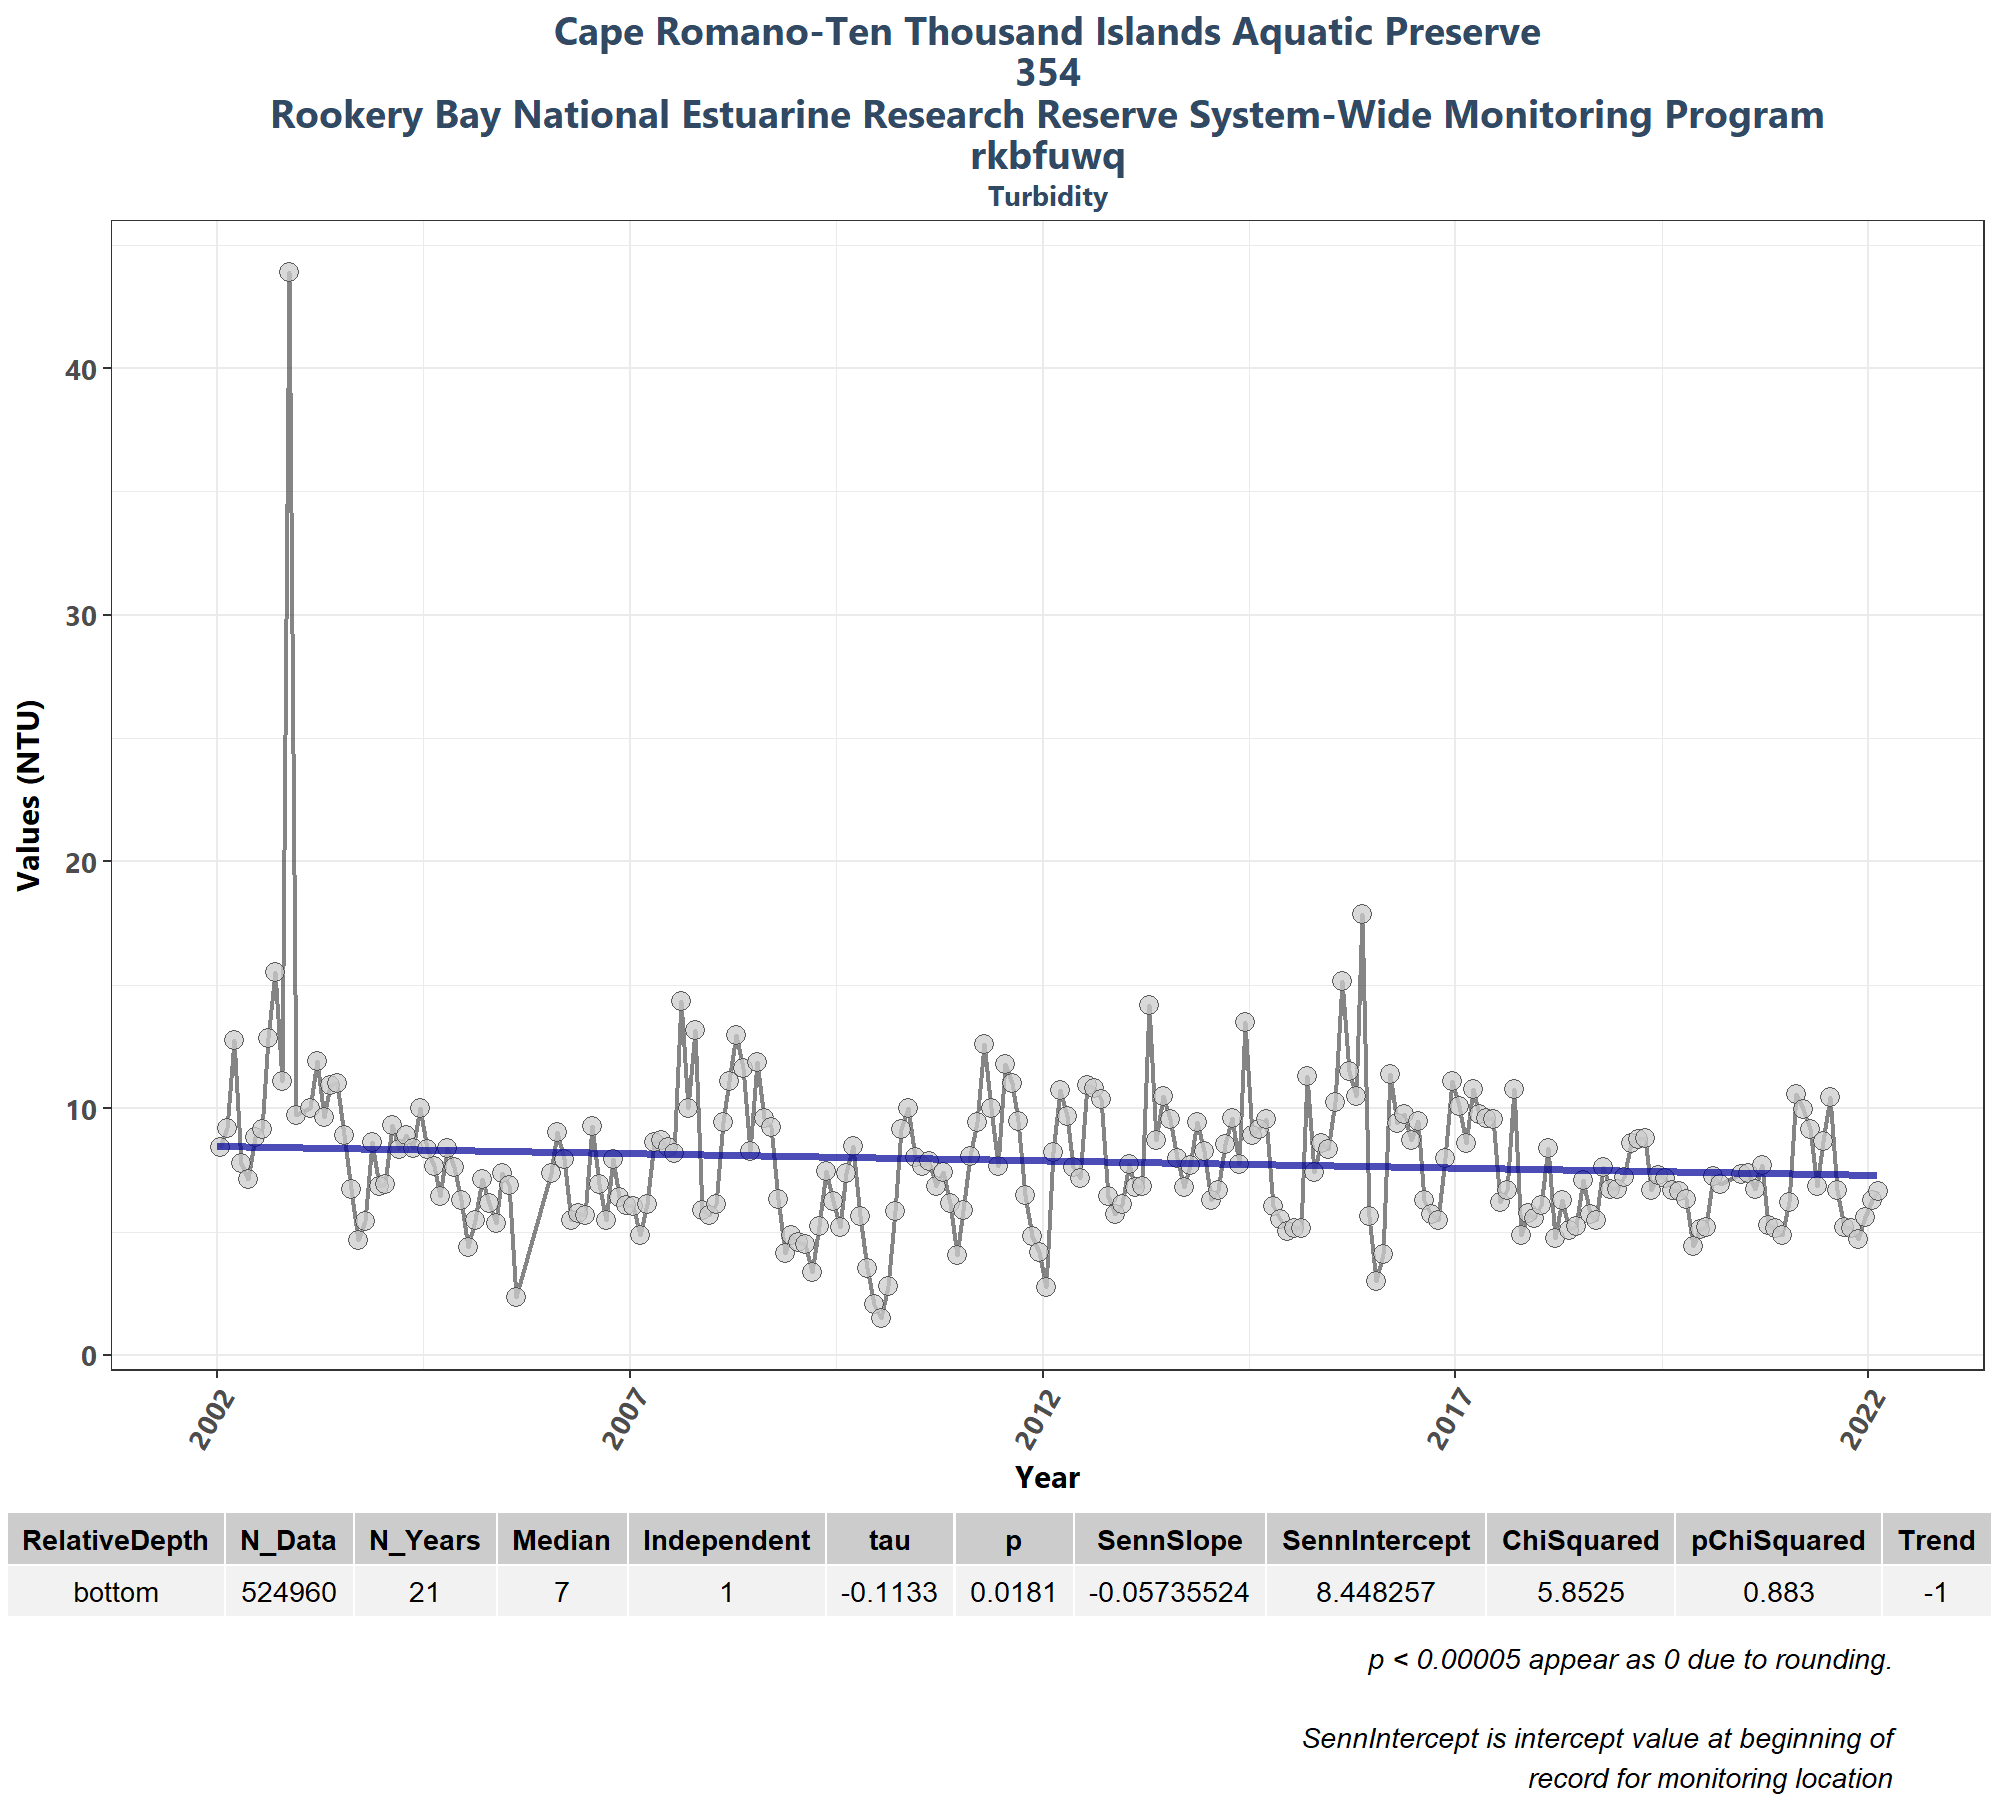 Cape Romano-Ten Thousand Islands Aquatic Preserve
354
Rookery Bay National Estuarine Research Reserve System-Wide Monitoring Program
rkbfuwq
Turbidity
Values (NTU)
40
30
20
10
0
2002 2007 2012 2017 2022
Year
RelativeDepth N_Data N_Years Median Independent tau p SennSlope SennIntercept ChiSquared pChiSquared Trend
bottom 524960 21 7 1 -0.1133 0.0181 -0.05735524 8.448257 5.8525 0.883 -1
p < 0.00005 appear as 0 due to rounding.
SennIntercept is intercept value at beginning of
record for monitoring location